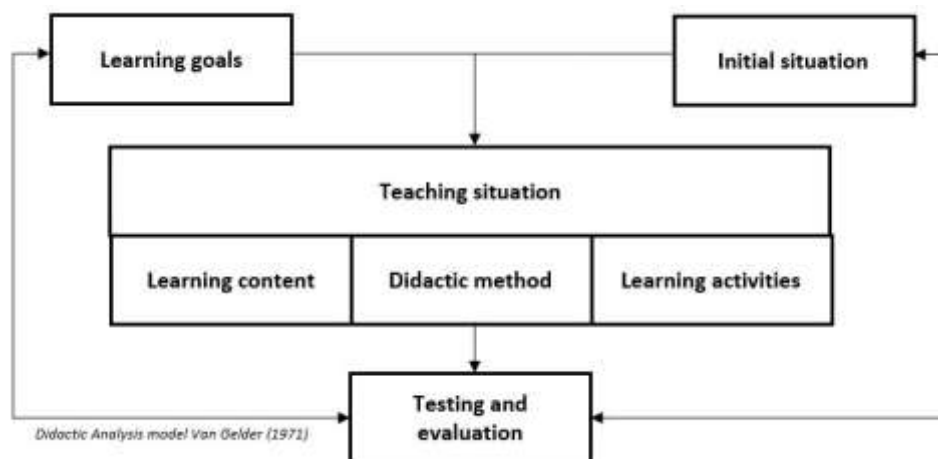 Learning goals
Initial situation
Teaching situation
Learning content
Didactic method
Learning activities
Testing and
evaluation
Didactic Analysis model Van Gelder (1971)